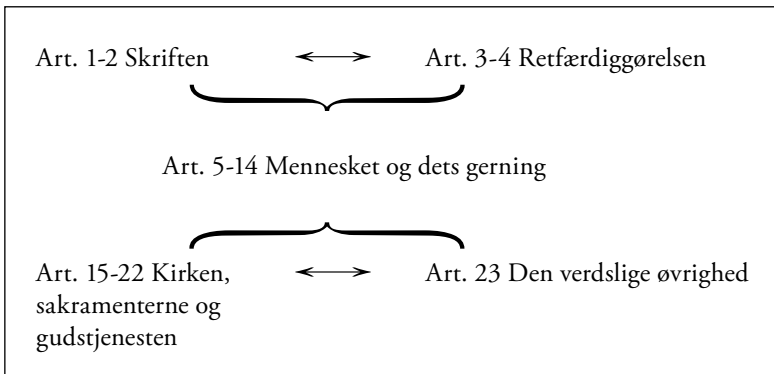 Art. 1-2 Skriften
Art. 3-4 Retfærdiggørelsen
Art. 5-14 Mennesket og dets gerning
Art. 15-22 Kirken,
sakramenterne og
gudstjenesten
Art. 23 Den verdslige øvrighed